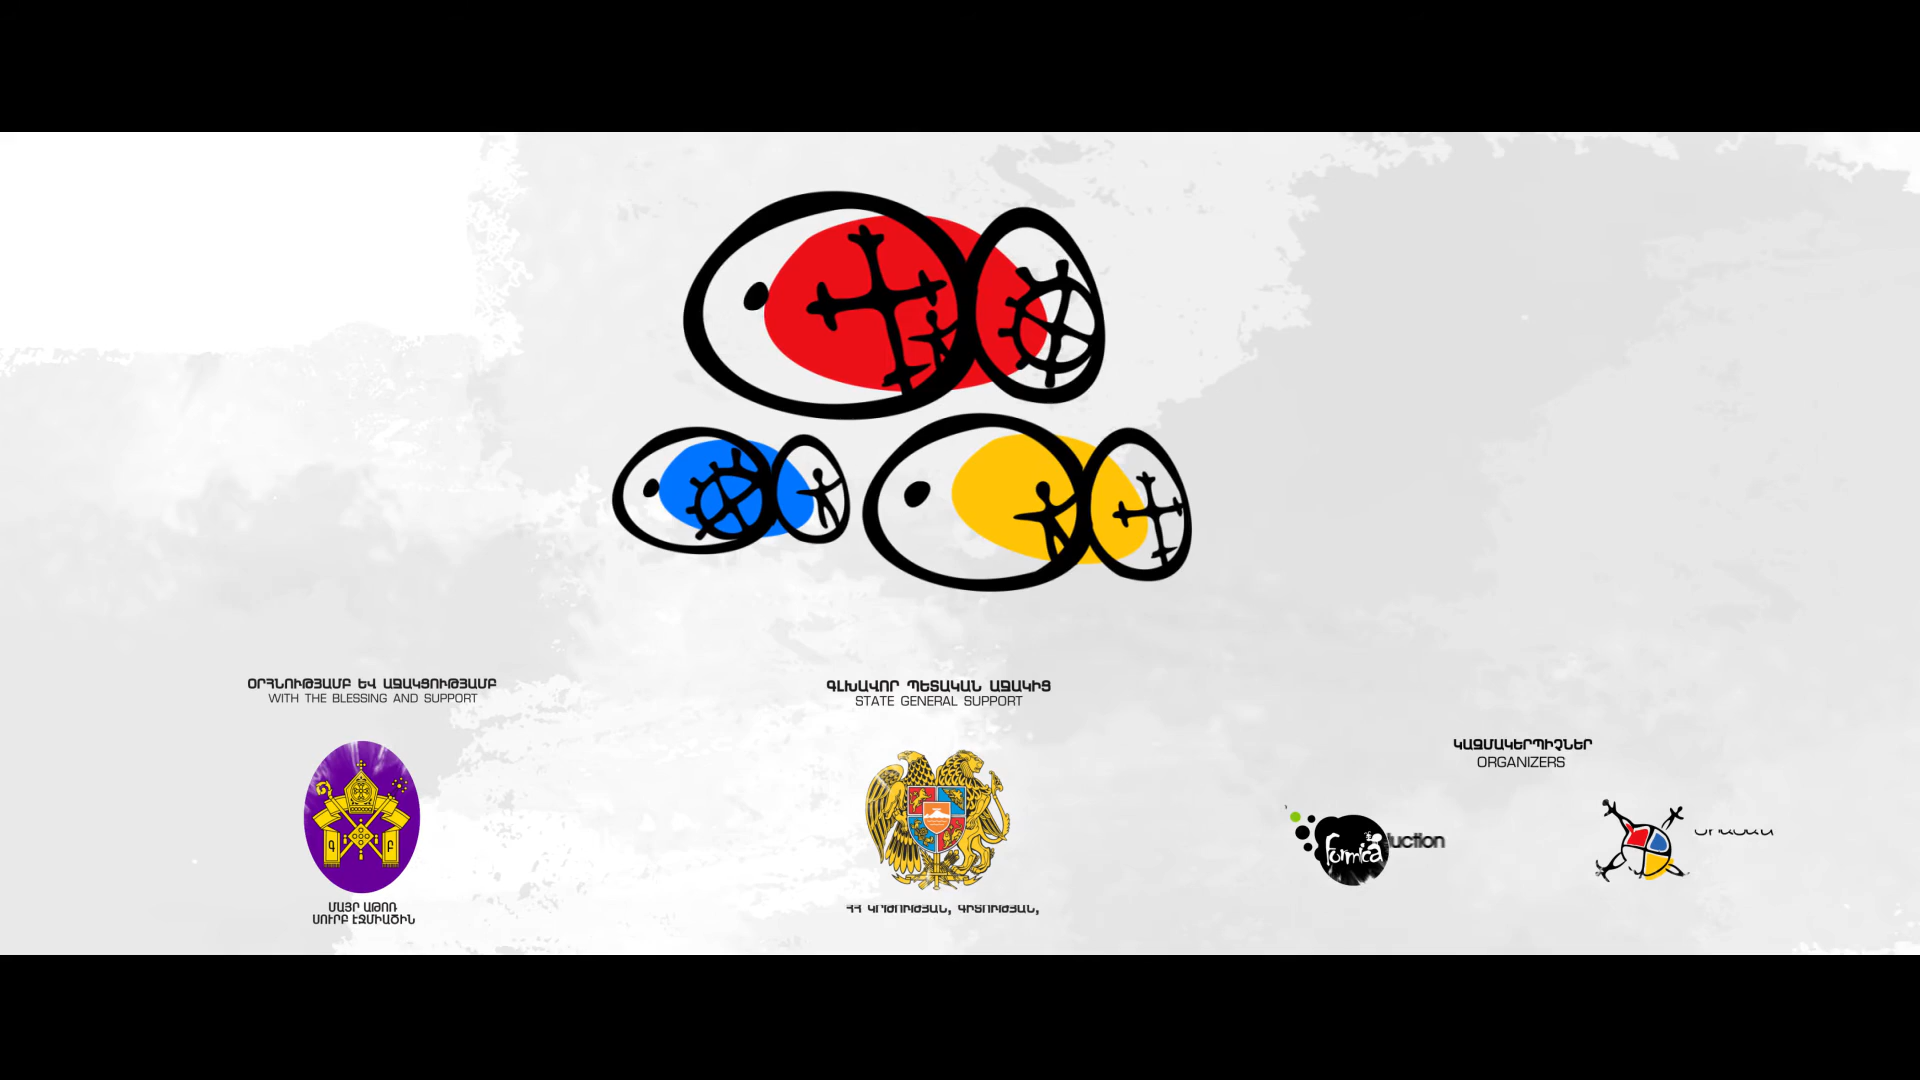 ՕՐՀՆՈՒԹՅԱՄԲ ԵՎ ԱՋԱԿՑՈՒԹՅԱՄԲ
WITH THE BLESSING AND SUPPORT
ԳԼԽԱՎՈՐ ՊԵՏԱԿԱՆ ԱՋԱԿԻՑ
STATE GENERAL SUPPORT
ԿԱԶՄԱԿԵՐՊԻՉՆԵՐ
ORGANIZERS
formica
uction
Գ Բ
ՄԱՅՐ ԱԹՈՌ
ՍՈՒՐԲ ԷՋՄԻԱԾԻՆ
ՀՀ ԿՐԹՈՒԹՅԱՆ, ԳԻՏՈՒԹՅԱՆ,